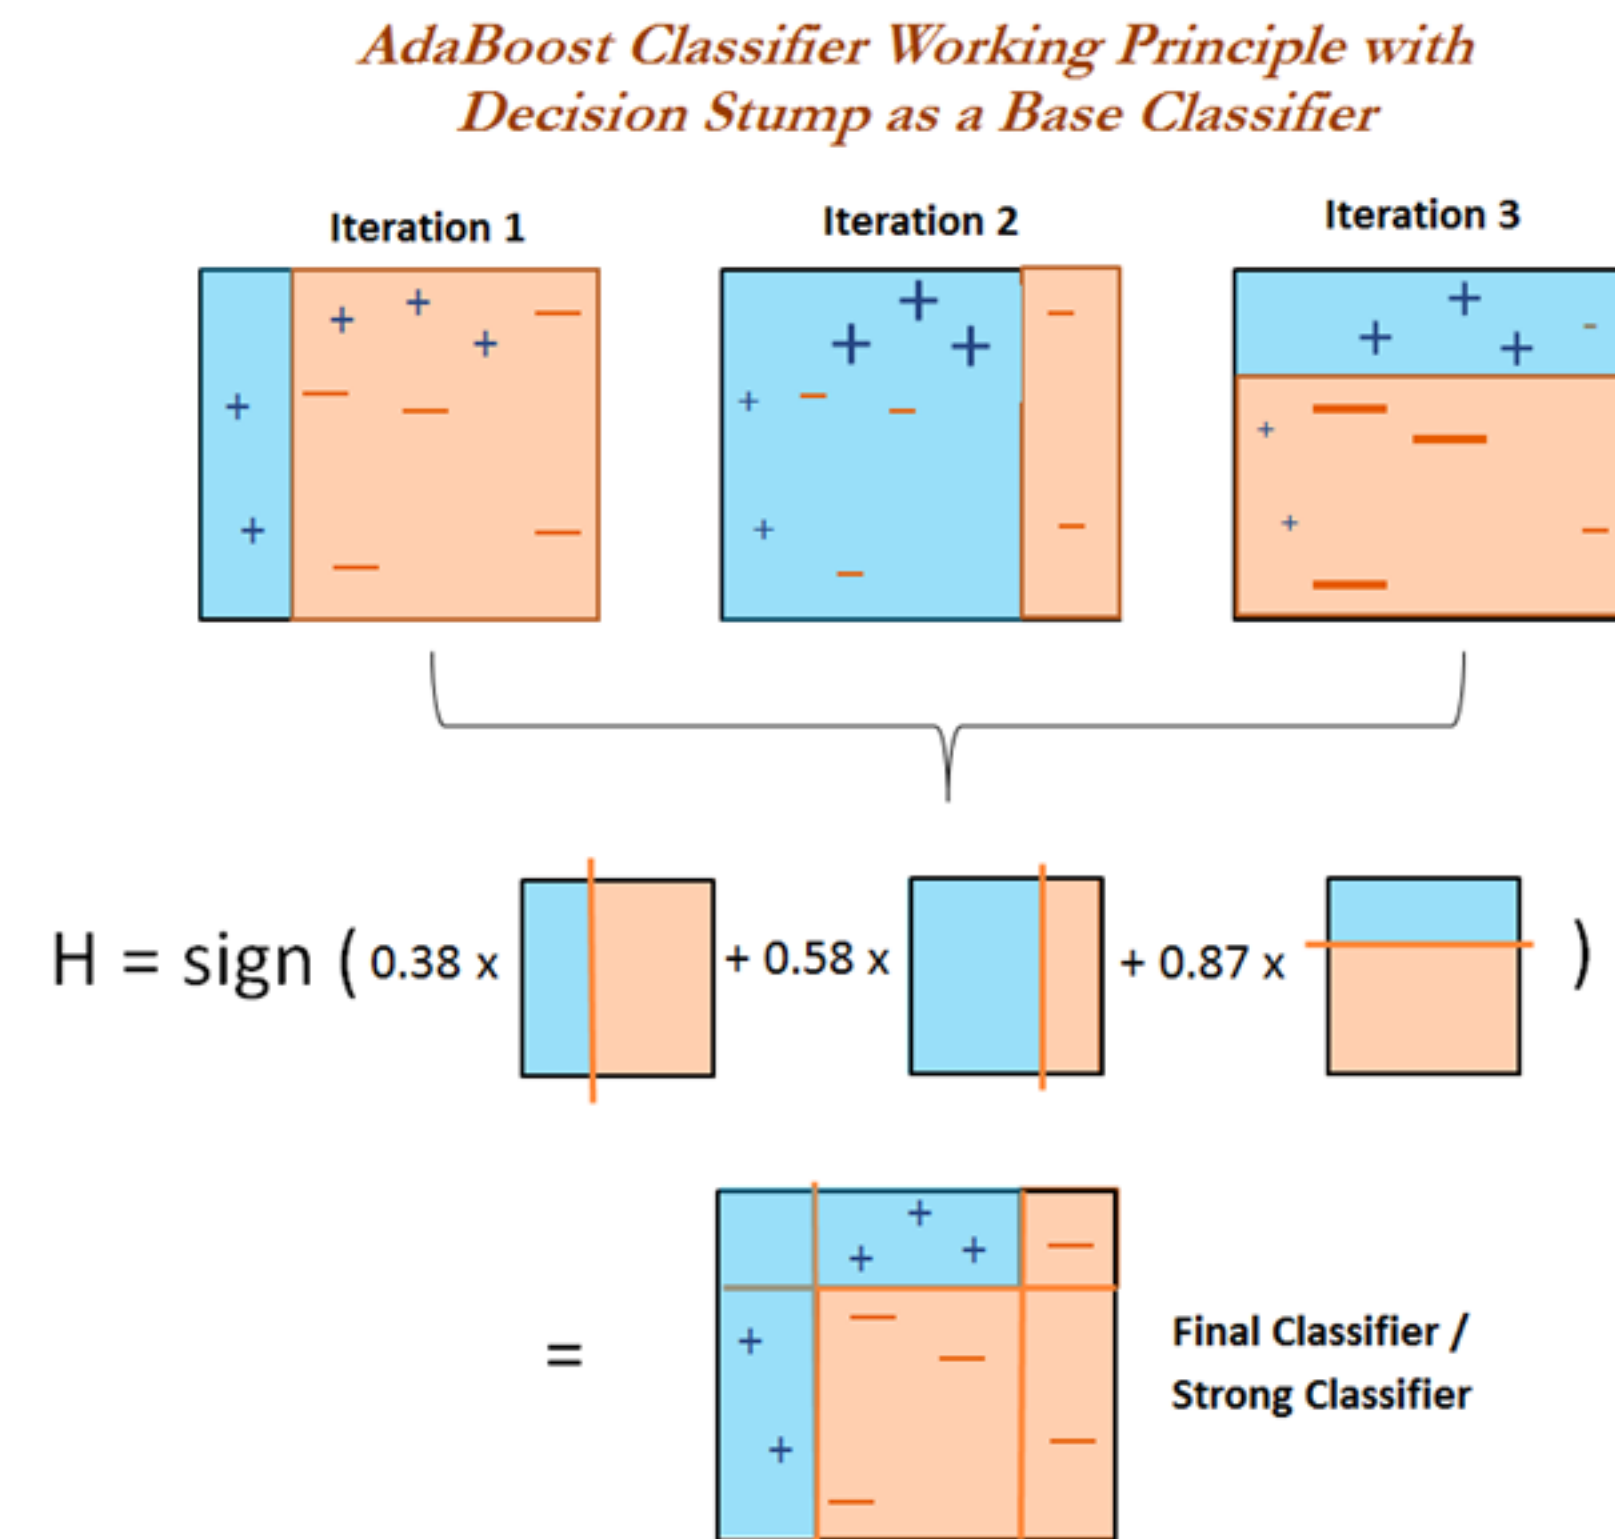 AdaBoost Classifier Working Principle with
Decision Stump as a Base Classifier
Iteration 1
Iteration 2
Iteration 3
H = sign ( 0.38 x + 0.58 x + 0.87 x )
=
Final Classifier /
Strong Classifier